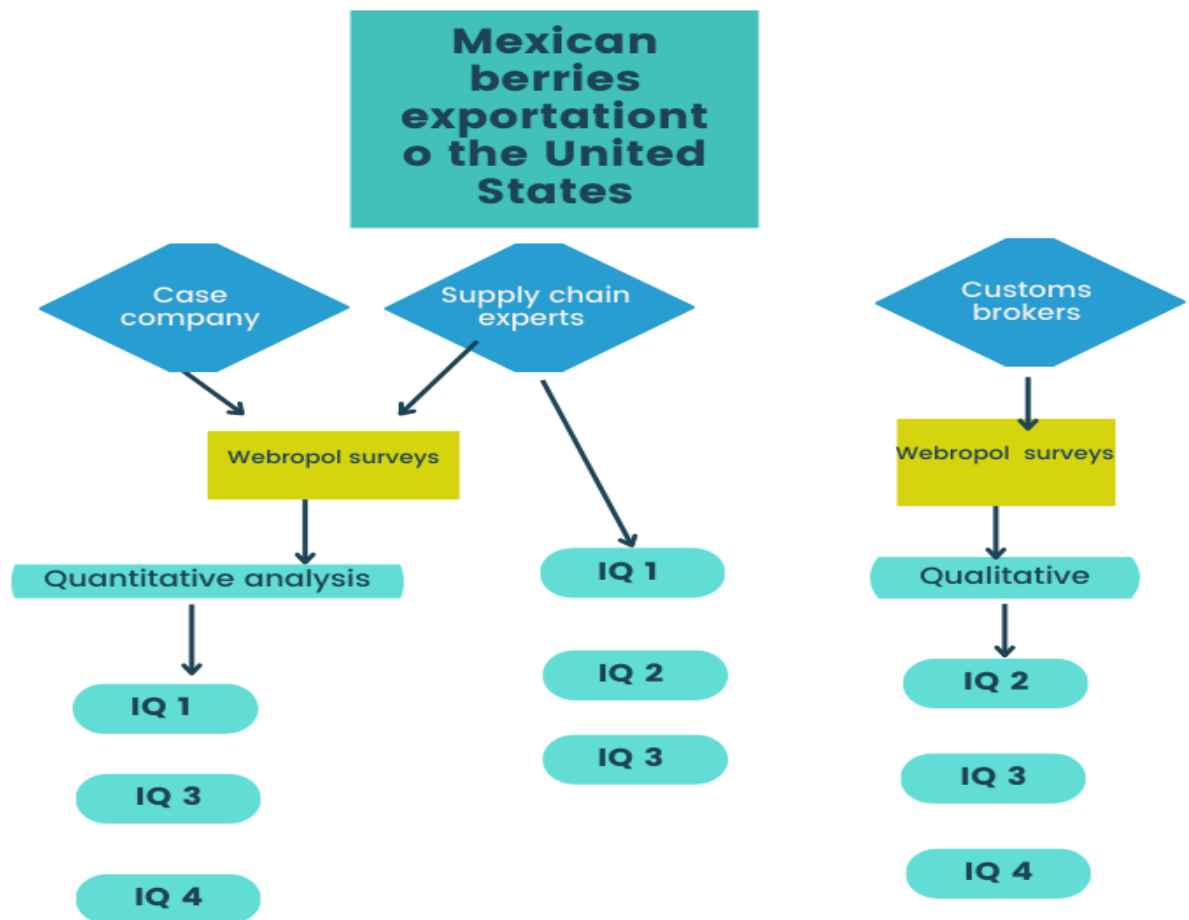 Mexican
berries
exportationt
o the United
States
Case
company
Supply chain
experts
Customs
brokers
Webropol surveys
Webropol  surveys
Quantitative analysis
IQ 1
Qualitative
IQ 1
IQ 2
IQ 2
IQ 3
IQ 3
IQ 3
IQ 4
IQ 4